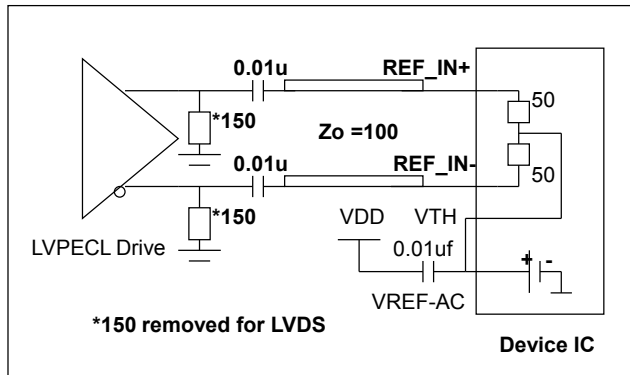 0.01u
REF_IN+
50
*150
Zo =100
0.01u
REF_IN-
50
*150
VDD
VTH
LVPECL Drive
0.01uf
+ -
VREF-AC
*150 removed for LVDS
Device IC